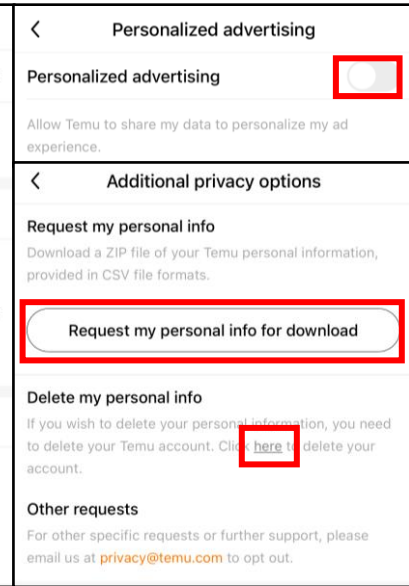 Personalized advertising
Personalized advertising
Allow Temu to share my data to personalize my ad
experience.
Additional privacy options
Request my personal info
Download a ZIP file of your Temu personal information,
provided in CSV file formats.
Request my personal info for download
Delete my personal info
If you wish to delete your personal information, you need
to delete your Temu account. Click here to delete your
account.
Other requests
For other specific requests or further support, please
email us at privacy@temu.com to opt out.